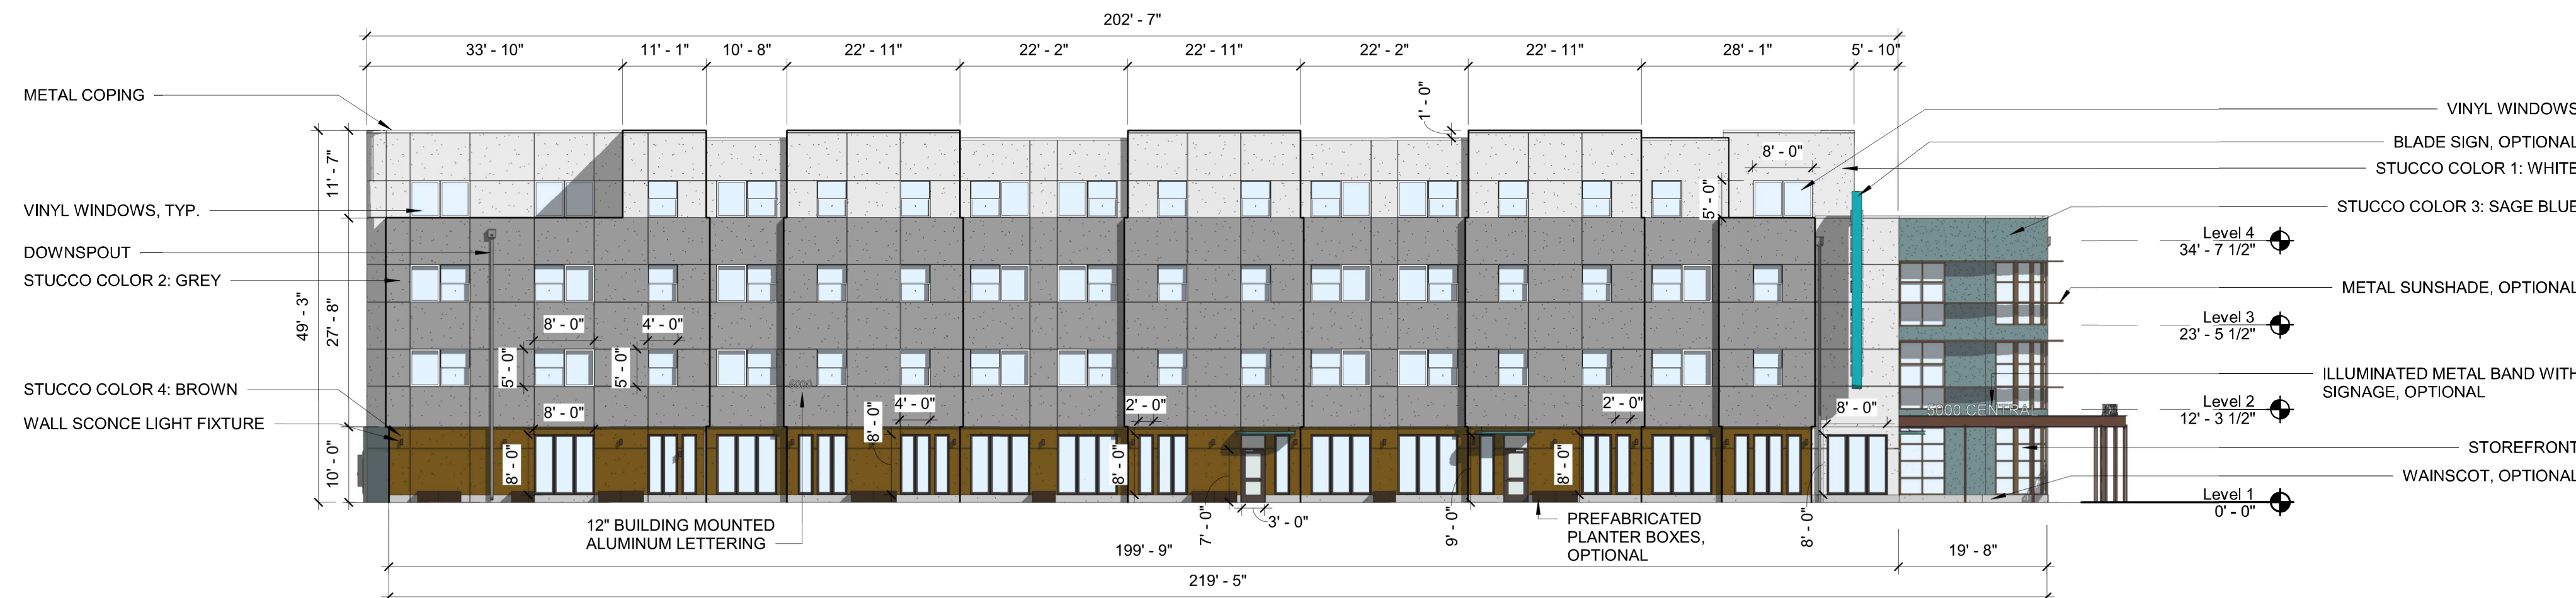 202' - 7"
33' - 10"
11' - 1"
10' - 8"
22' - 11"
22' - 2"
22' - 11"
22' - 2"
22' - 11"
28' - 1"
5' - 10"
METAL COPING
VINYL WINDOWS, TYP.
DOWNSPOUT
STUCCO COLOR 2: GREY
STUCCO COLOR 4: BROWN
WALL SCONCE LIGHT FIXTURE
49' - 3"
11' - 7"
27' - 8"
10' - 0"
1' - 0"
8' - 0"
5' - 0"
8' - 0"
4' - 0"
5' - 0"
5' - 0"
8' - 0"
8' - 0"
8' - 0"
4' - 0"
2' - 0"
8' - 0"
2' - 0"
8' - 0"
8' - 0"
5000 CENTRAL
12" BUILDING MOUNTED
ALUMINUM LETTERING
7' - 0"
3' - 0"
9' - 0"
PREFABRICATED
PLANTER BOXES,
OPTIONAL
8' - 0"
199' - 9"
19' - 8"
219' - 5"
VINYL WINDOWS
BLADE SIGN, OPTIONAL
STUCCO COLOR 1: WHITE
STUCCO COLOR 3: SAGE BLUE
Level 4
34' - 7 1/2"
METAL SUNSHADE, OPTIONAL
Level 3
23' - 5 1/2"
ILLUMINATED METAL BAND WITH
SIGNAGE, OPTIONAL
Level 2
12' - 3 1/2"
STOREFRONT
WAINSCOT, OPTIONAL
Level 1
0' - 0"